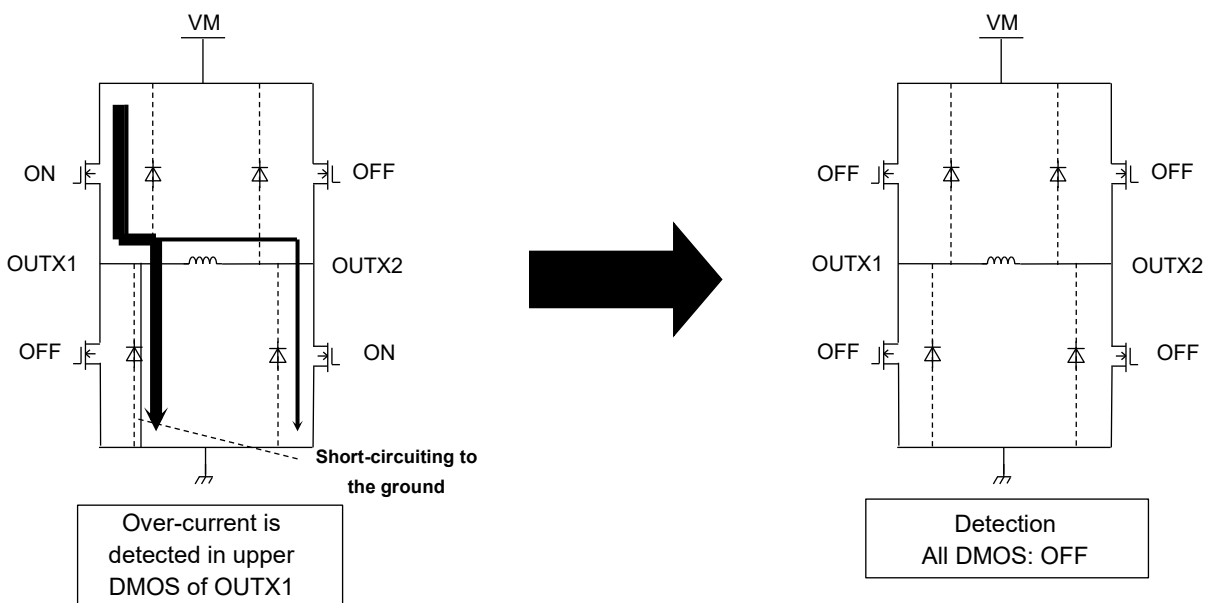 VM
ON
OFF
OUTX1
OUTX2
OFF
ON
Short-circuiting to
the ground
Over-current is
detected in upper
DMOS of OUTX1
VM
OFF
OFF
OUTX1
OUTX2
OFF
OFF
Detection
All DMOS: OFF